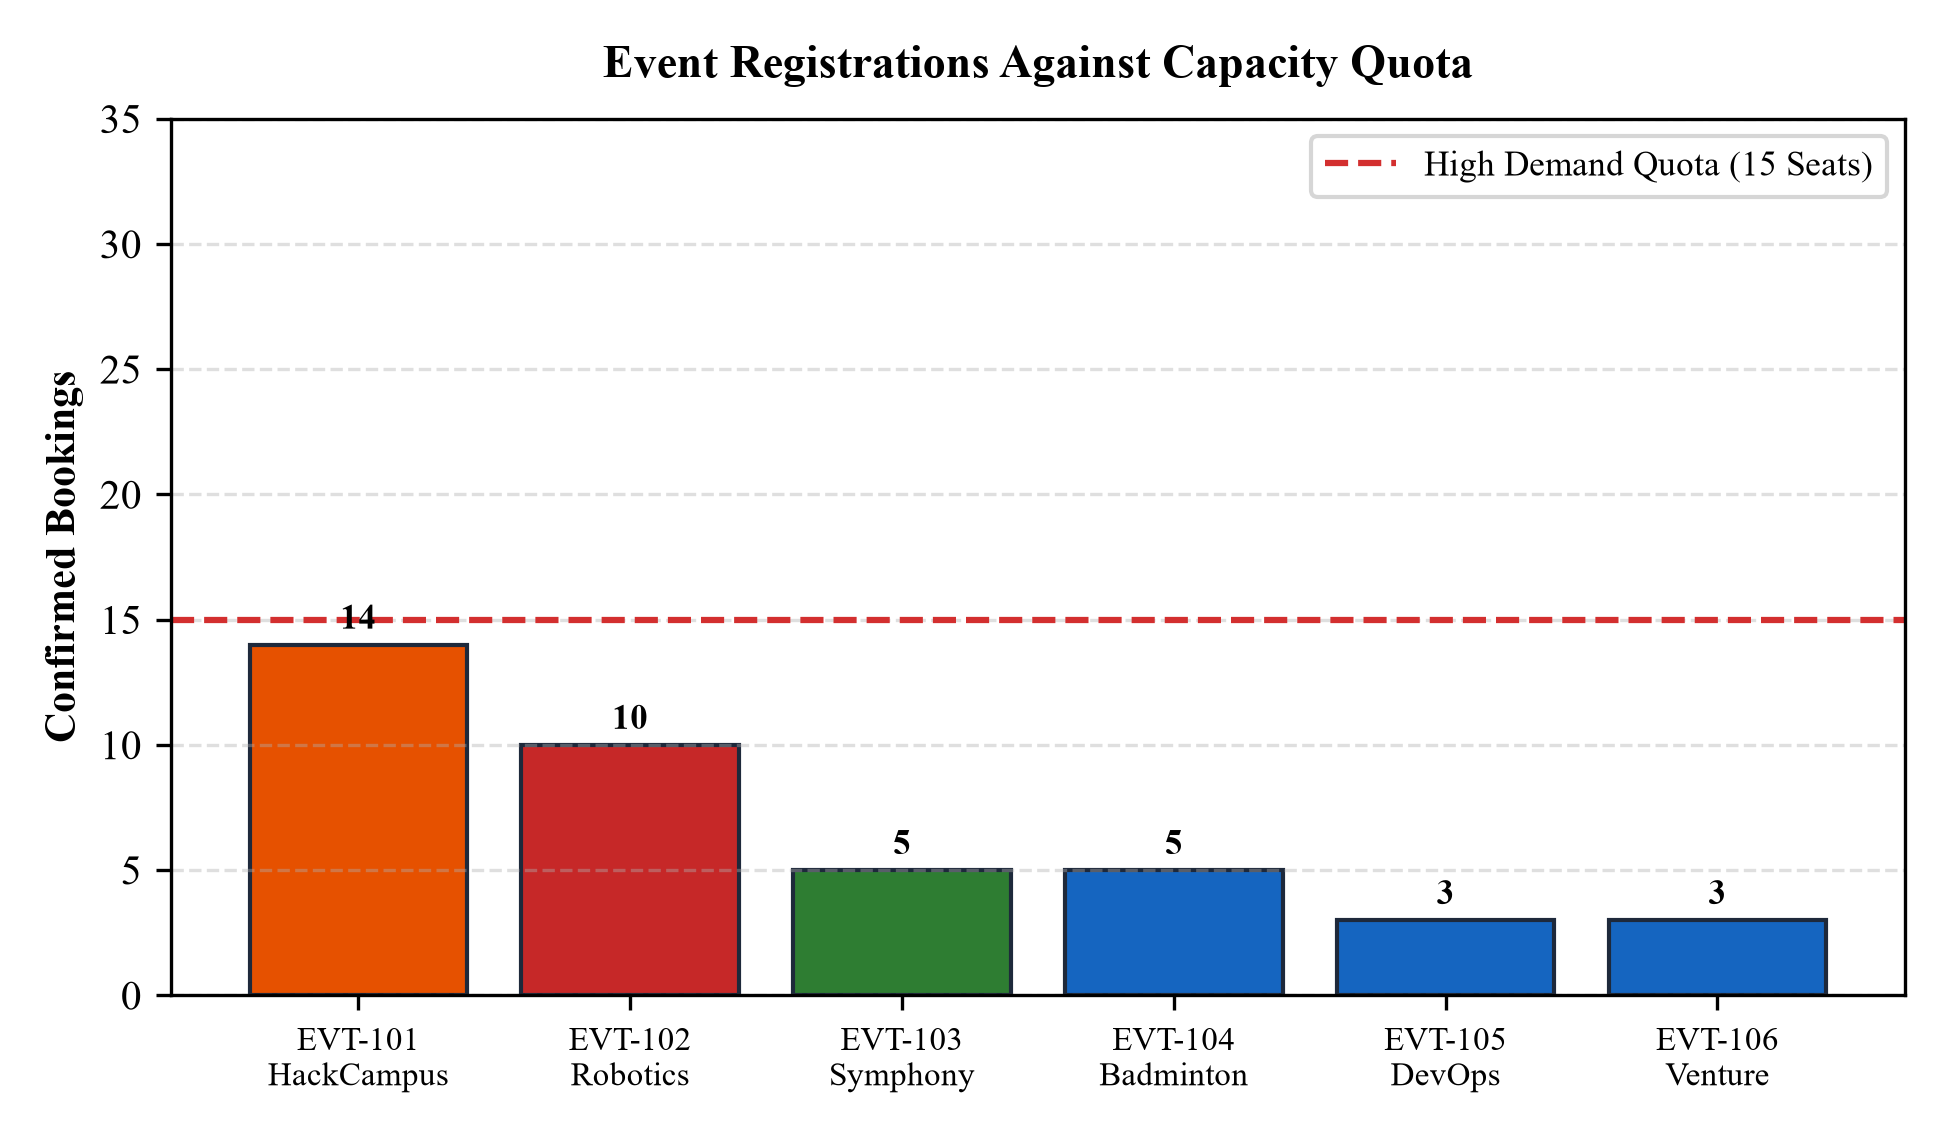 Event Registrations Against Capacity Quota
High Demand Quota (15 Seats)
Confirmed Bookings
35
30
25
20
15
10
5
0
14
10
5
5
3
3
EVT-101
HackCampus
EVT-102
Robotics
EVT-103
Symphony
EVT-104
Badminton
EVT-105
DevOps
EVT-106
Venture